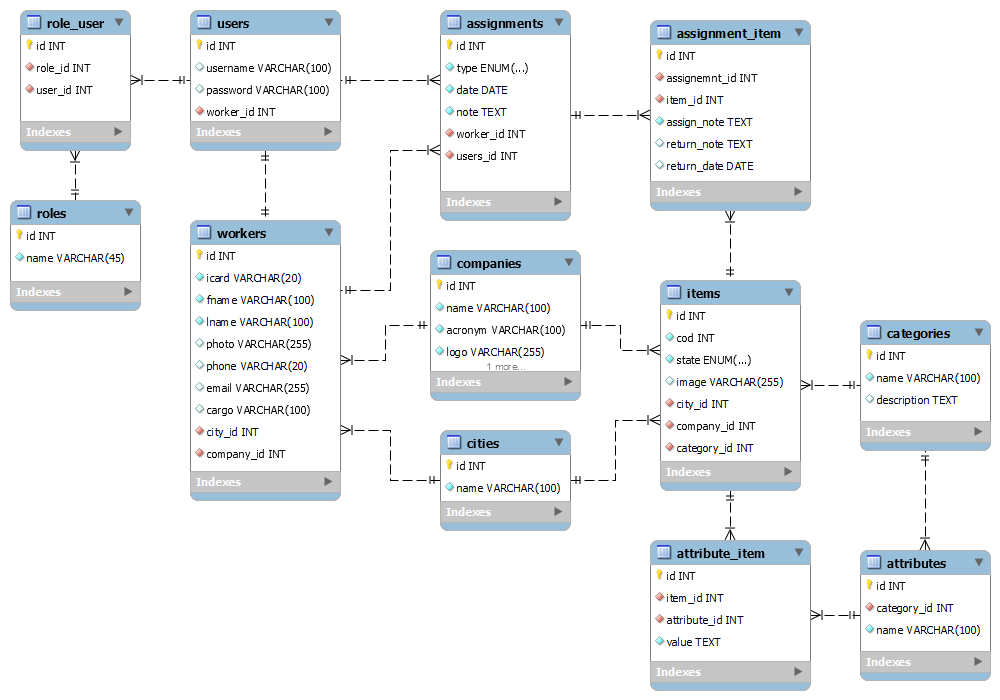 role_user
id INT
role_id INT
user_id INT
Indexes
users
id INT
username VARCHAR(100)
password VARCHAR(100)
worker_id INT
Indexes
assignments
id INT
type ENUM(...)
date DATE
note TEXT
worker_id INT
users_id INT
Indexes
assignment_item
id INT
assignemnt_id INT
item_id INT
assign_note TEXT
return_note TEXT
return_date DATE
Indexes
roles
id INT
name VARCHAR(45)
Indexes
workers
id INT
icard VARCHAR(20)
fname VARCHAR(100)
lname VARCHAR(100)
photo VARCHAR(255)
phone VARCHAR(20)
email VARCHAR(255)
cargo VARCHAR(100)
city_id INT
company_id INT
Indexes
companies
id INT
name VARCHAR(100)
acronym VARCHAR(100)
logo VARCHAR(255)
1 more...
Indexes
items
id INT
cod INT
state ENUM(...)
image VARCHAR(255)
city_id INT
company_id INT
category_id INT
Indexes
categories
id INT
name VARCHAR(100)
description TEXT
Indexes
cities
id INT
name VARCHAR(100)
Indexes
attribute_item
id INT
item_id INT
attribute_id INT
value TEXT
Indexes
attributes
id INT
category_id INT
name VARCHAR(100)
Indexes